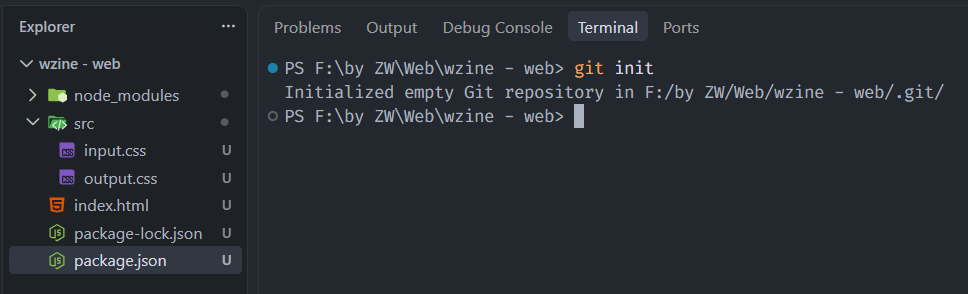 Explorer
···
wzine - web
node_modules
src
input.css U
output.css U
index.html U
package-lock.json U
package.json U
Problems Output Debug Console Terminal Ports
PS F:\by ZW\Web\wzine - web> git init
Initialized empty Git repository in F:/by ZW/Web/wzine - web/.git/
PS F:\by ZW\Web\wzine - web>